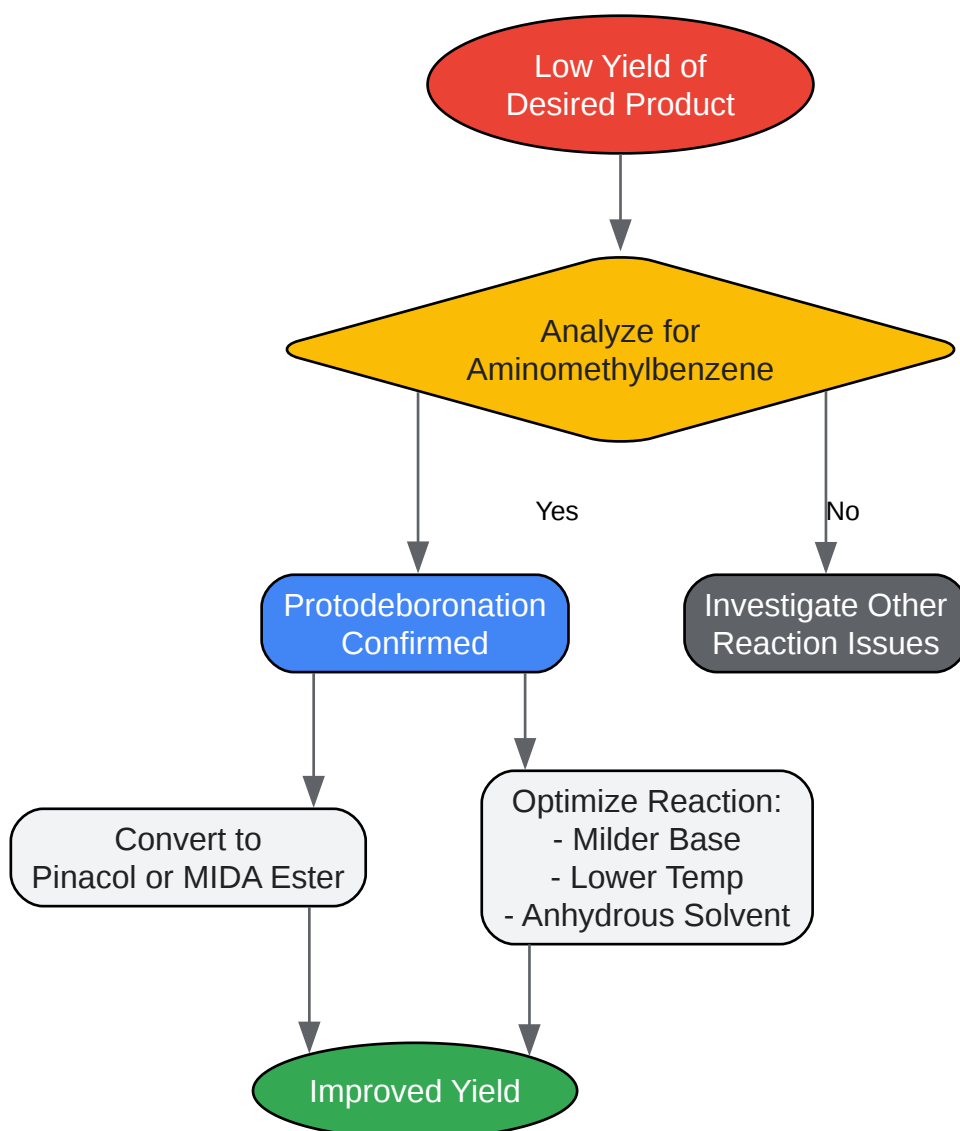 Low Yield of
Desired Product
Analyze for
Aminomethylbenzene
Yes
No
Protodeboronation
Confirmed
Investigate Other
Reaction Issues
Convert to
Pinacol or MIDA Ester
Optimize Reaction:
- Milder Base
- Lower Temp
- Anhydrous Solvent
Improved Yield